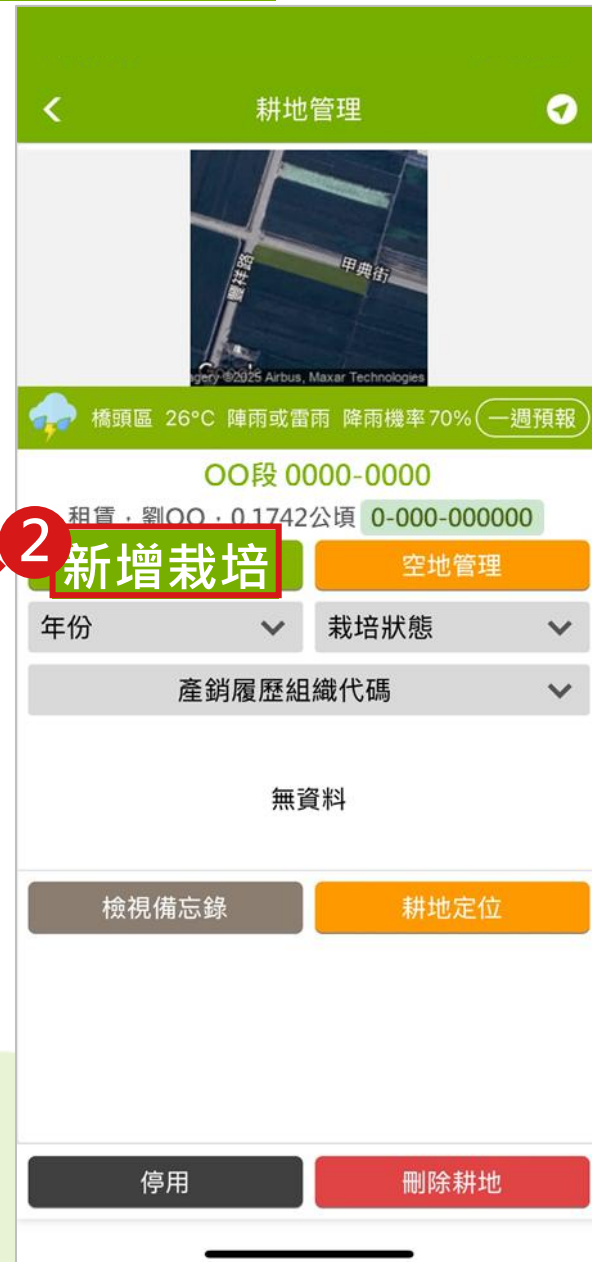 耕地管理
豐祥路
甲典街
©2025 Airbus, Maxar Technologies
橋頭區 26°C 陣雨或雷雨 降雨機率70% 一週預報
OO段 0000-0000
租賃．劉OO．0.1742公頃 0-000-000000
2
新增栽培 空地管理
年份 栽培狀態
產銷履歷組織代碼
無資料
檢視備忘錄 耕地定位
停用 刪除耕地